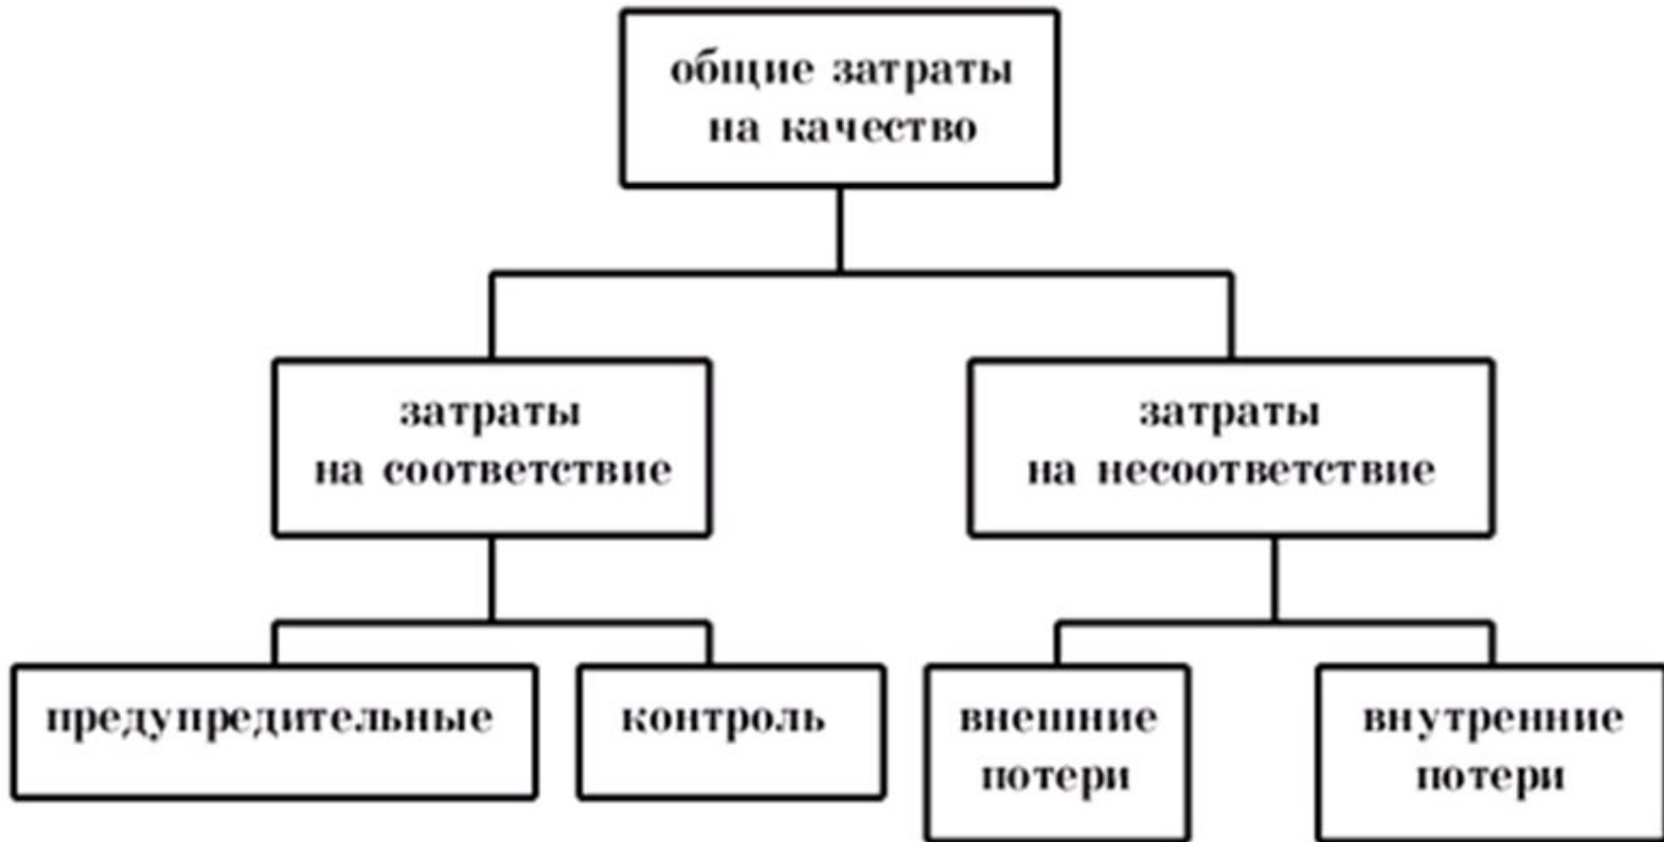 общие затраты
на качество
затраты
на соответствие
затраты
на несоответствие
предупредительные
контроль
внешние
потери
внутренние
потери